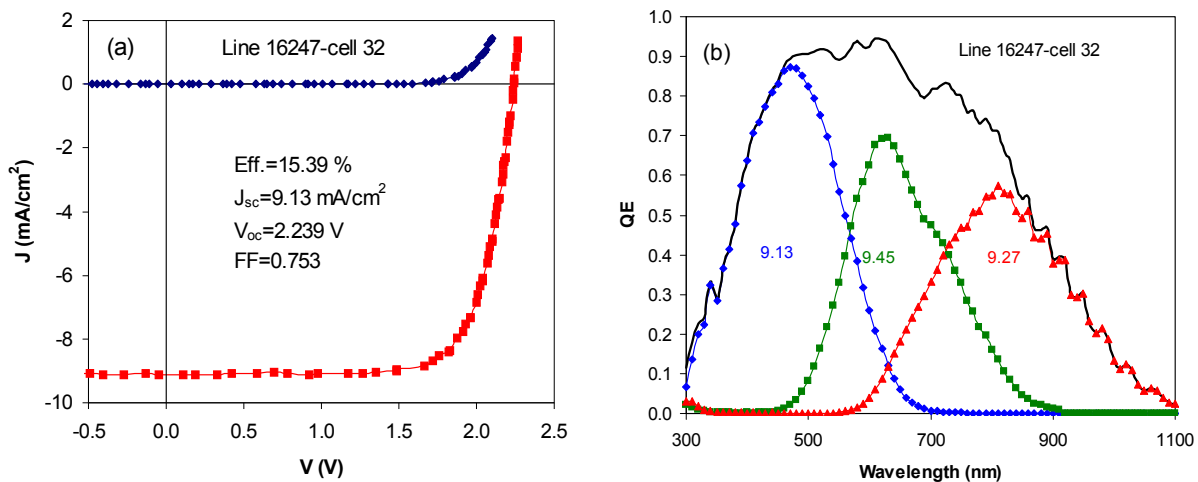 (a)
Line 16247-cell 32
2
0
-2
-4
-6
-8
-10
J (mA/cm²)
Eff.=15.39 %
Jsc=9.13 mA/cm²
Voc=2.239 V
FF=0.753
-0.5 0.0 0.5 1.0 1.5 2.0 2.5
V (V)
(b)
Line 16247-cell 32
1.0
0.9
0.8
0.7
0.6
0.5
0.4
0.3
0.2
0.1
0.0
QE
9.13
9.45
9.27
300 500 700 900 1100
Wavelength (nm)